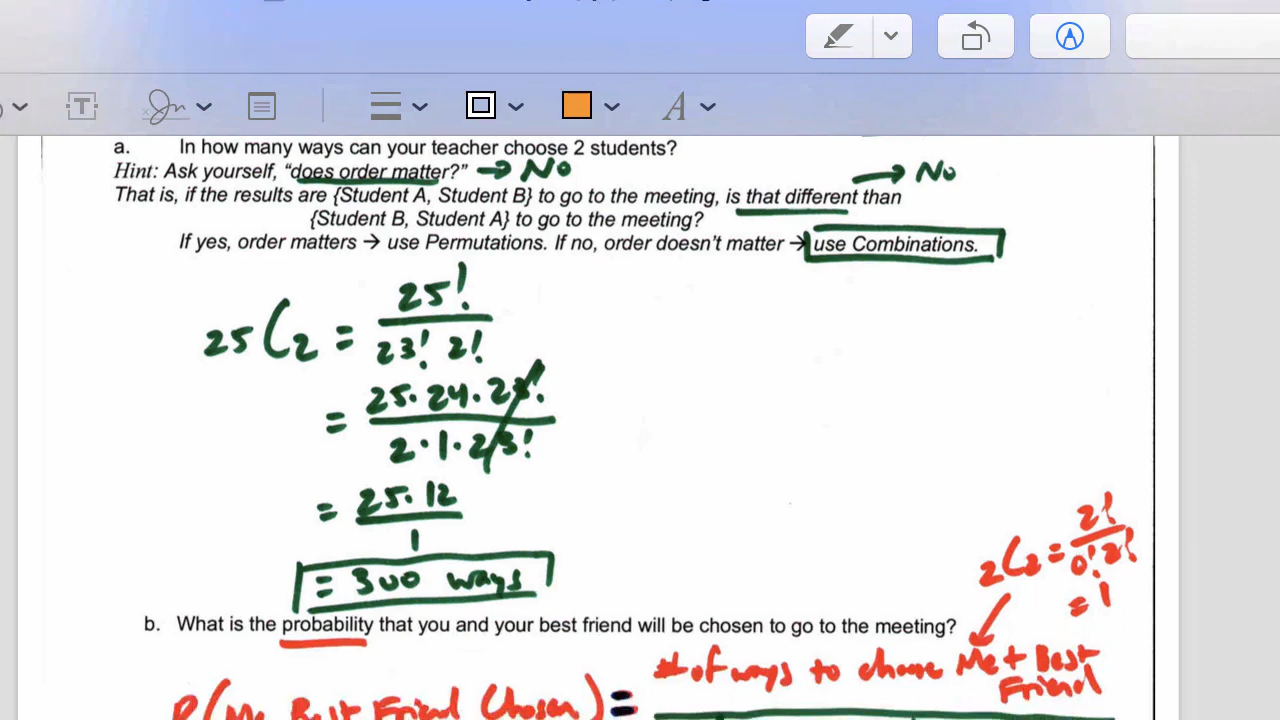 a. In how many ways can your teacher choose 2 students?
Hint: Ask yourself, “does order matter?” → No
→ No
That is, if the results are {Student A, Student B} to go to the meeting, is that different than
{Student B, Student A} to go to the meeting?
If yes, order matters → use Permutations. If no, order doesn’t matter → use Combinations.
25C2 = 25! / 23! 2!
= 25·24·23! / 2·1·23!
= 25·12 / 1
= 300 ways
2C2 = 2! / 0! 2!
= 1
b. What is the probability that you and your best friend will be chosen to go to the meeting?
# of ways to choose Me + Best
Friend
P(Me Best Friend Chosen) =